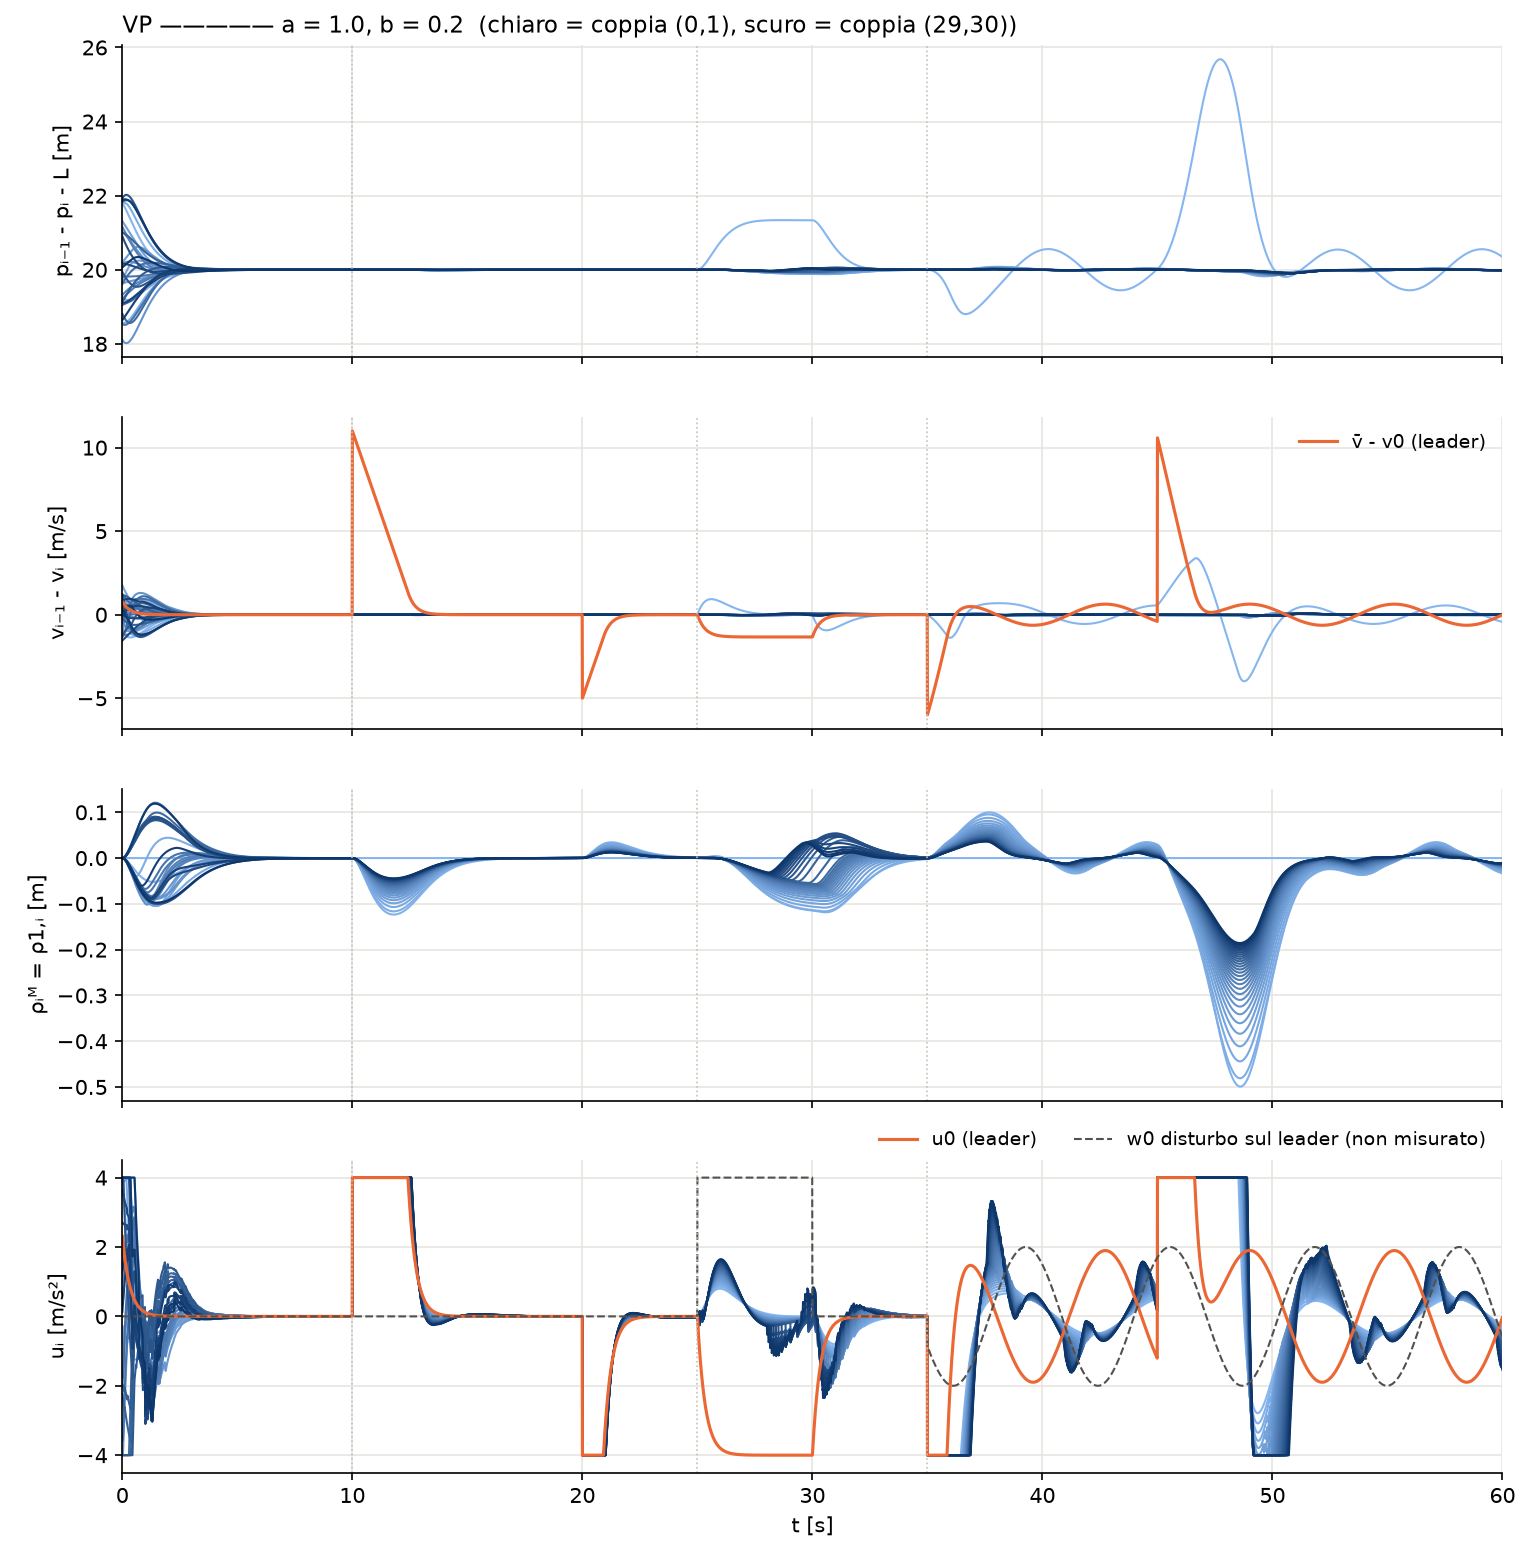 VP ————— a = 1.0, b = 0.2  (chiaro = coppia (0,1), scuro = coppia (29,30))
26
24
22
20
18
pᵢ₋₁ - pᵢ - L [m]
10
5
0
−5
vᵢ₋₁ - vᵢ [m/s]
v̄ - v0 (leader)
0.1
0.0
−0.1
−0.2
−0.3
−0.4
−0.5
ρᵢᴹ = ρ1,ᵢ [m]
u0 (leader)
w0 disturbo sul leader (non misurato)
4
2
0
−2
−4
uᵢ [m/s²]
0 10 20 30 40 50 60
t [s]